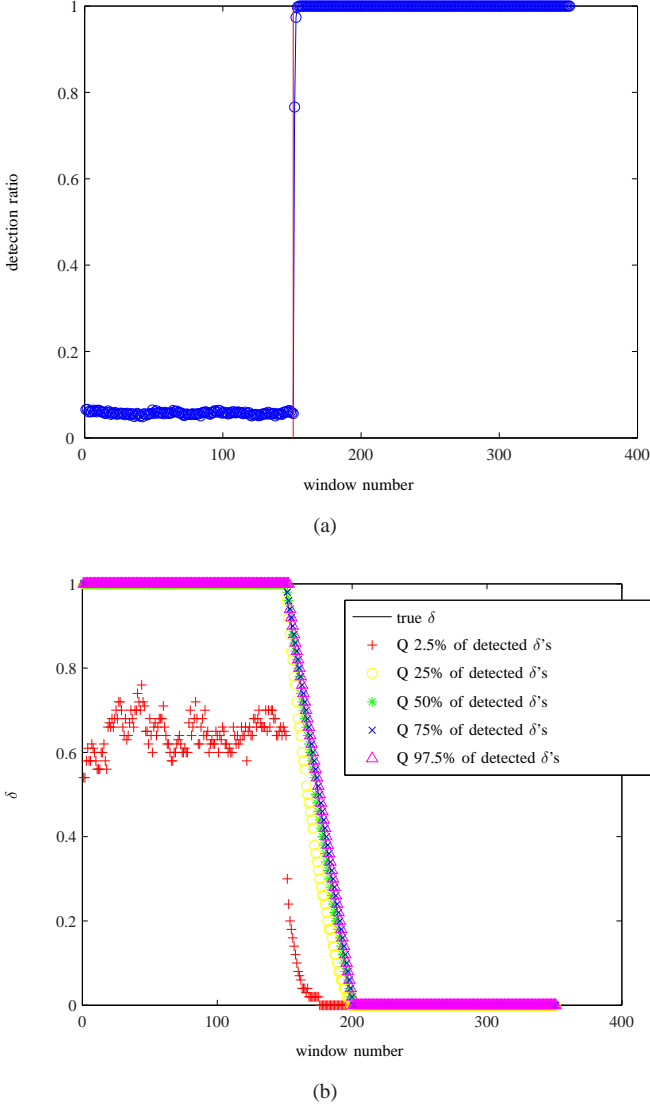 1
0.8
0.6
0.4
0.2
0
detection ratio
0 100 200 300 400
window number
(a)
1
0.8
0.6
0.4
0.2
0
δ
true δ
Q 2.5% of detected δ's
Q 25% of detected δ's
Q 50% of detected δ's
Q 75% of detected δ's
Q 97.5% of detected δ's
0 100 200 300 400
window number
(b)